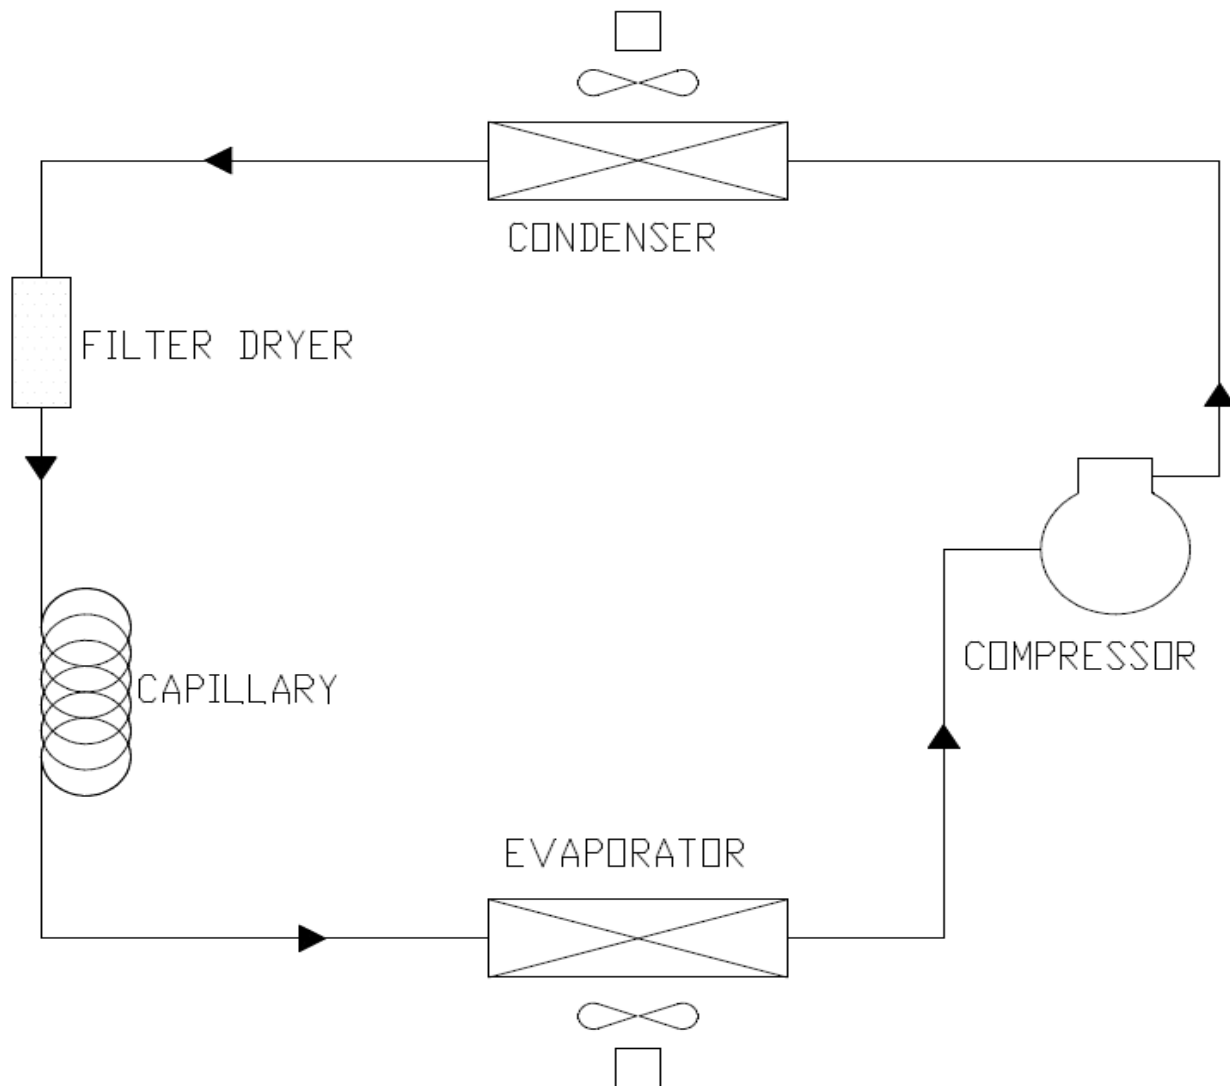 CONDENSER
FILTER DRYER
COMPRESSOR
CAPILLARY
EVAPORATOR